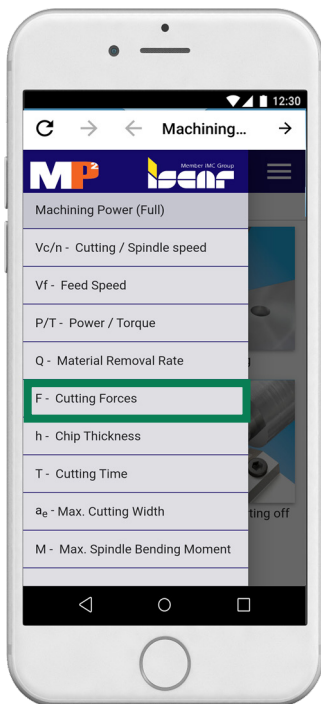 12:30
Machining...
MP²
Member IMC Group
iscar
Machining Power (Full)
Vc/n - Cutting / Spindle speed
Vf - Feed Speed
P/T - Power / Torque
Q - Material Removal Rate
F - Cutting Forces
h - Chip Thickness
T - Cutting Time
aₑ - Max. Cutting Width
ting off
M - Max. Spindle Bending Moment